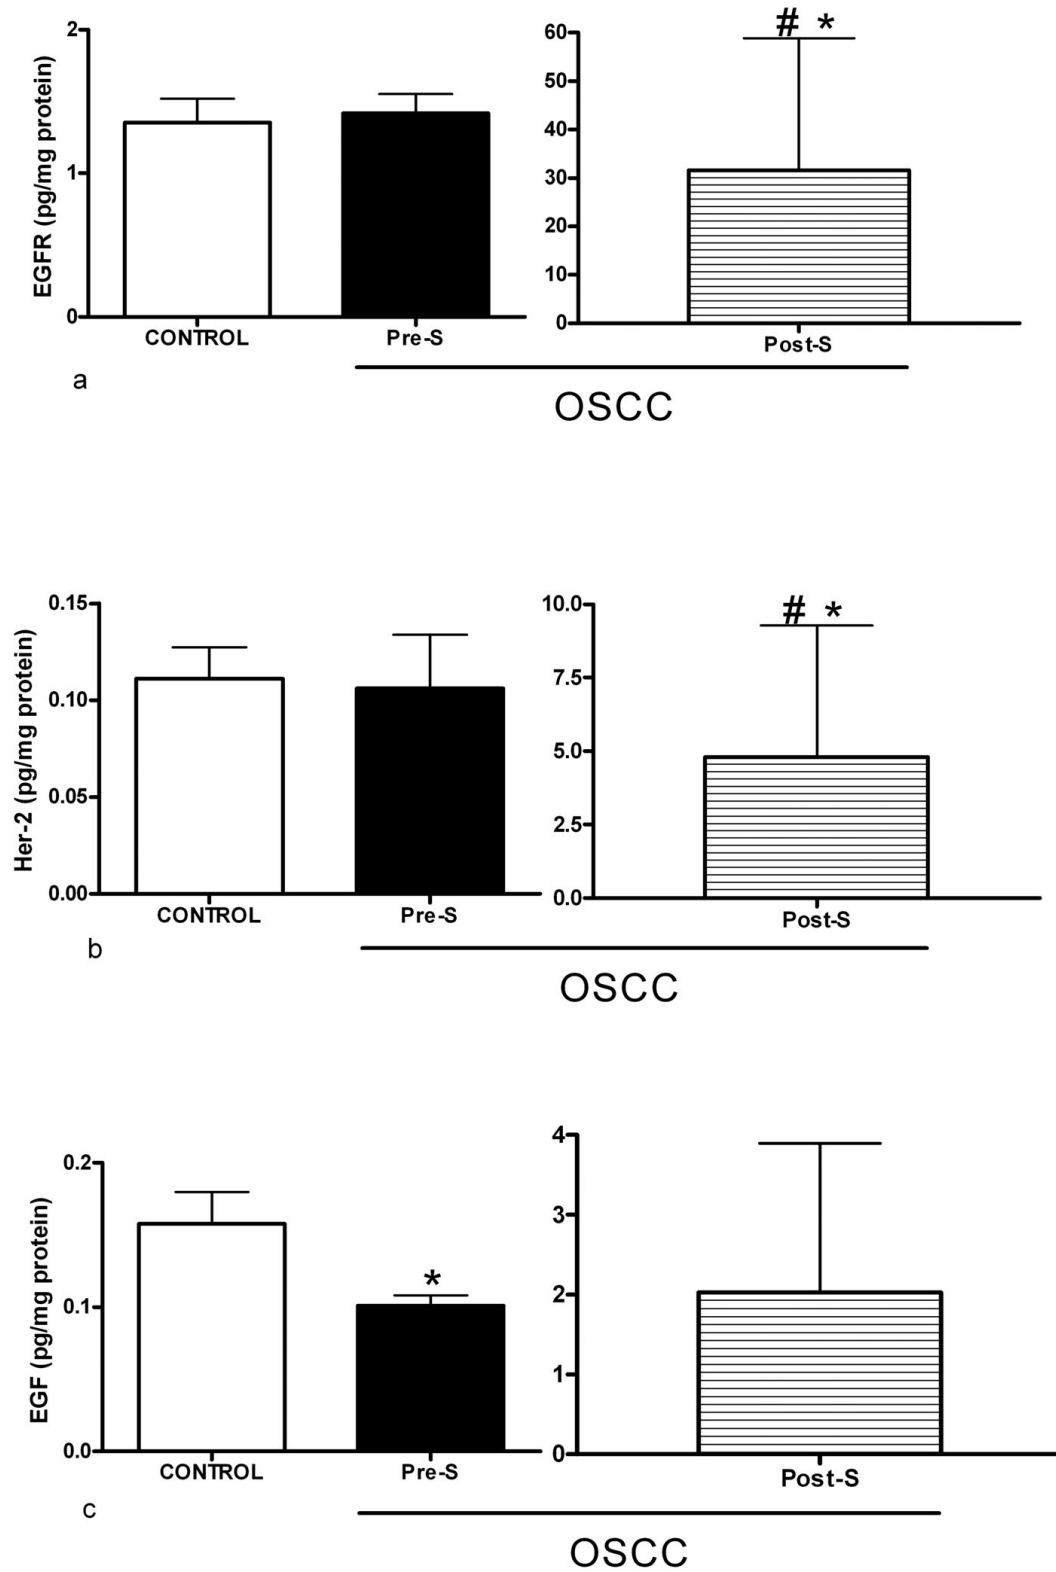 EGFR (pg/mg protein)
2
1
0
CONTROL
Pre-S
# *
60
50
40
30
20
10
0
Post-S
a
OSCC
Her-2 (pg/mg protein)
0.15
0.10
0.05
0.00
CONTROL
Pre-S
# *
10.0
7.5
5.0
2.5
0.0
Post-S
b
OSCC
EGF (pg/mg protein)
0.2
0.1
0.0
*
CONTROL
Pre-S
4
3
2
1
0
Post-S
c
OSCC